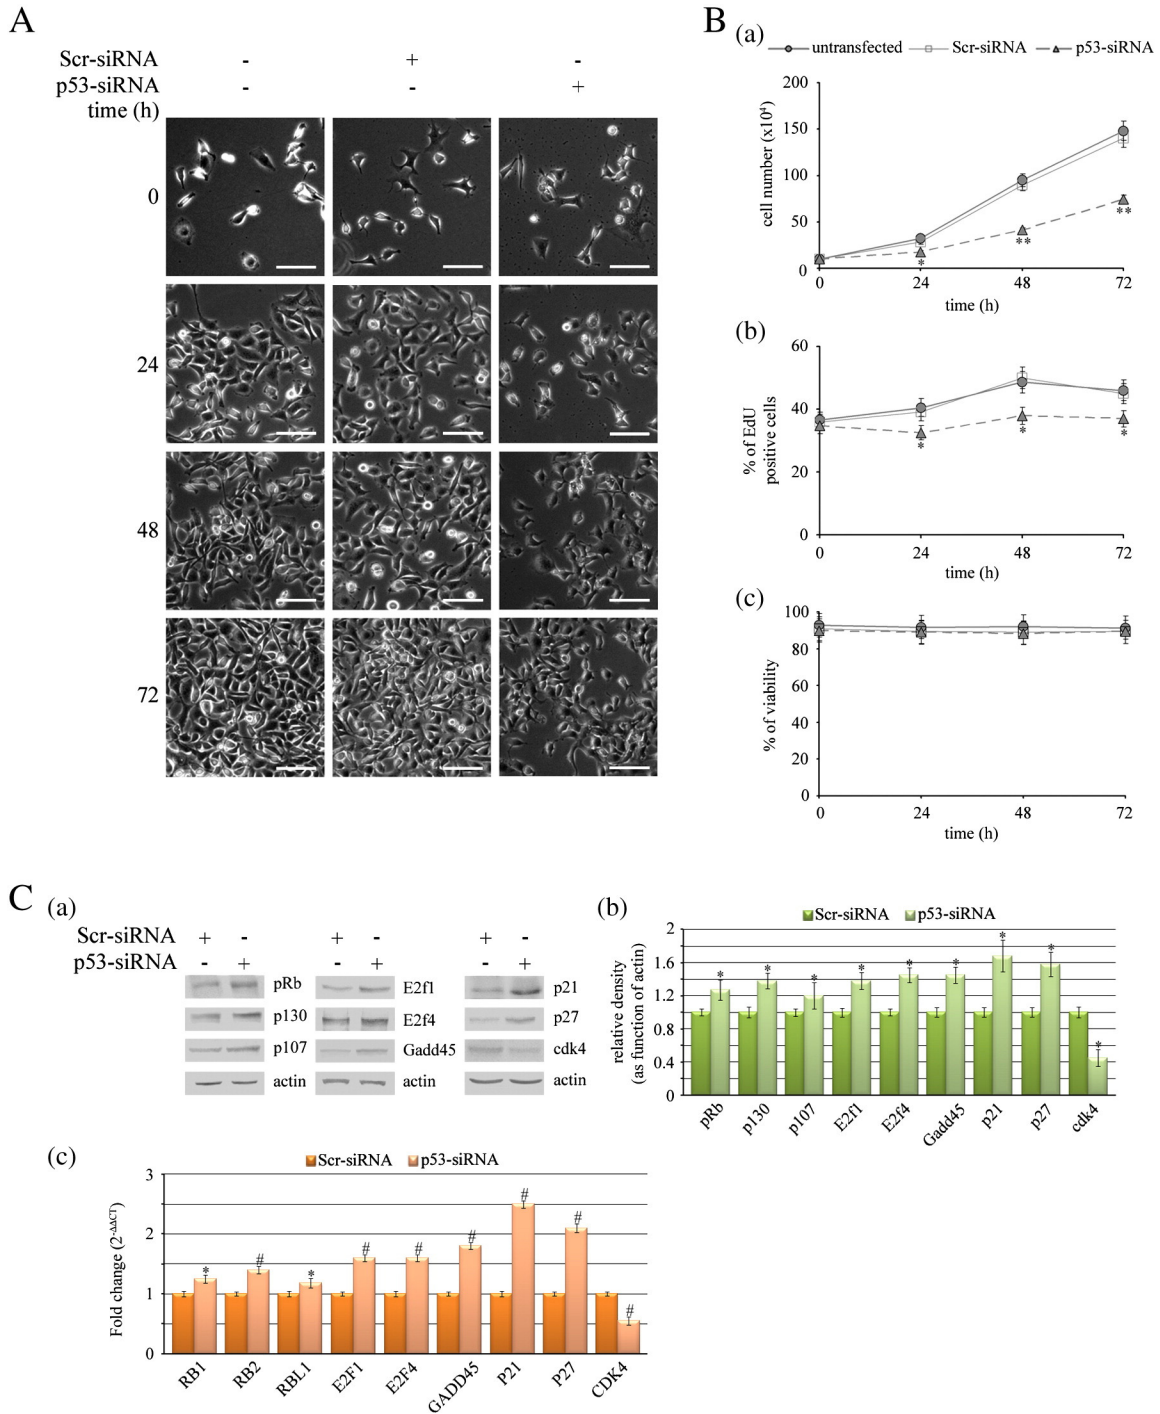 A
Scr-siRNA - + -
p53-siRNA - - +
time (h)
0
24
48
72
B
(a)
untransfected Scr-siRNA p53-siRNA
cell number (x10⁴)
200
150
100
50
0
* ** **
0 24 48 72
time (h)
(b)
% of EdU
positive cells
60
40
20
0
* * *
0 24 48 72
time (h)
(c)
% of viability
100
80
60
40
20
0
0 24 48 72
time (h)
C
(a)
Scr-siRNA + - + - + -
p53-siRNA - + - + - +
pRb E2f1 p21
p130 E2f4 p27
p107 Gadd45 cdk4
actin actin actin
(b)
Scr-siRNA p53-siRNA
relative density
(as function of actin)
2
1.6
1.2
0.8
0.4
0
* * * * * * * * *
pRb p130 p107 E2f1 E2f4 Gadd45 p21 p27 cdk4
(c)
Scr-siRNA p53-siRNA
Fold change (2^-ΔΔCT)
3
2
1
0
* # * # # # # # #
RB1 RB2 RBL1 E2F1 E2F4 GADD45 P21 P27 CDK4